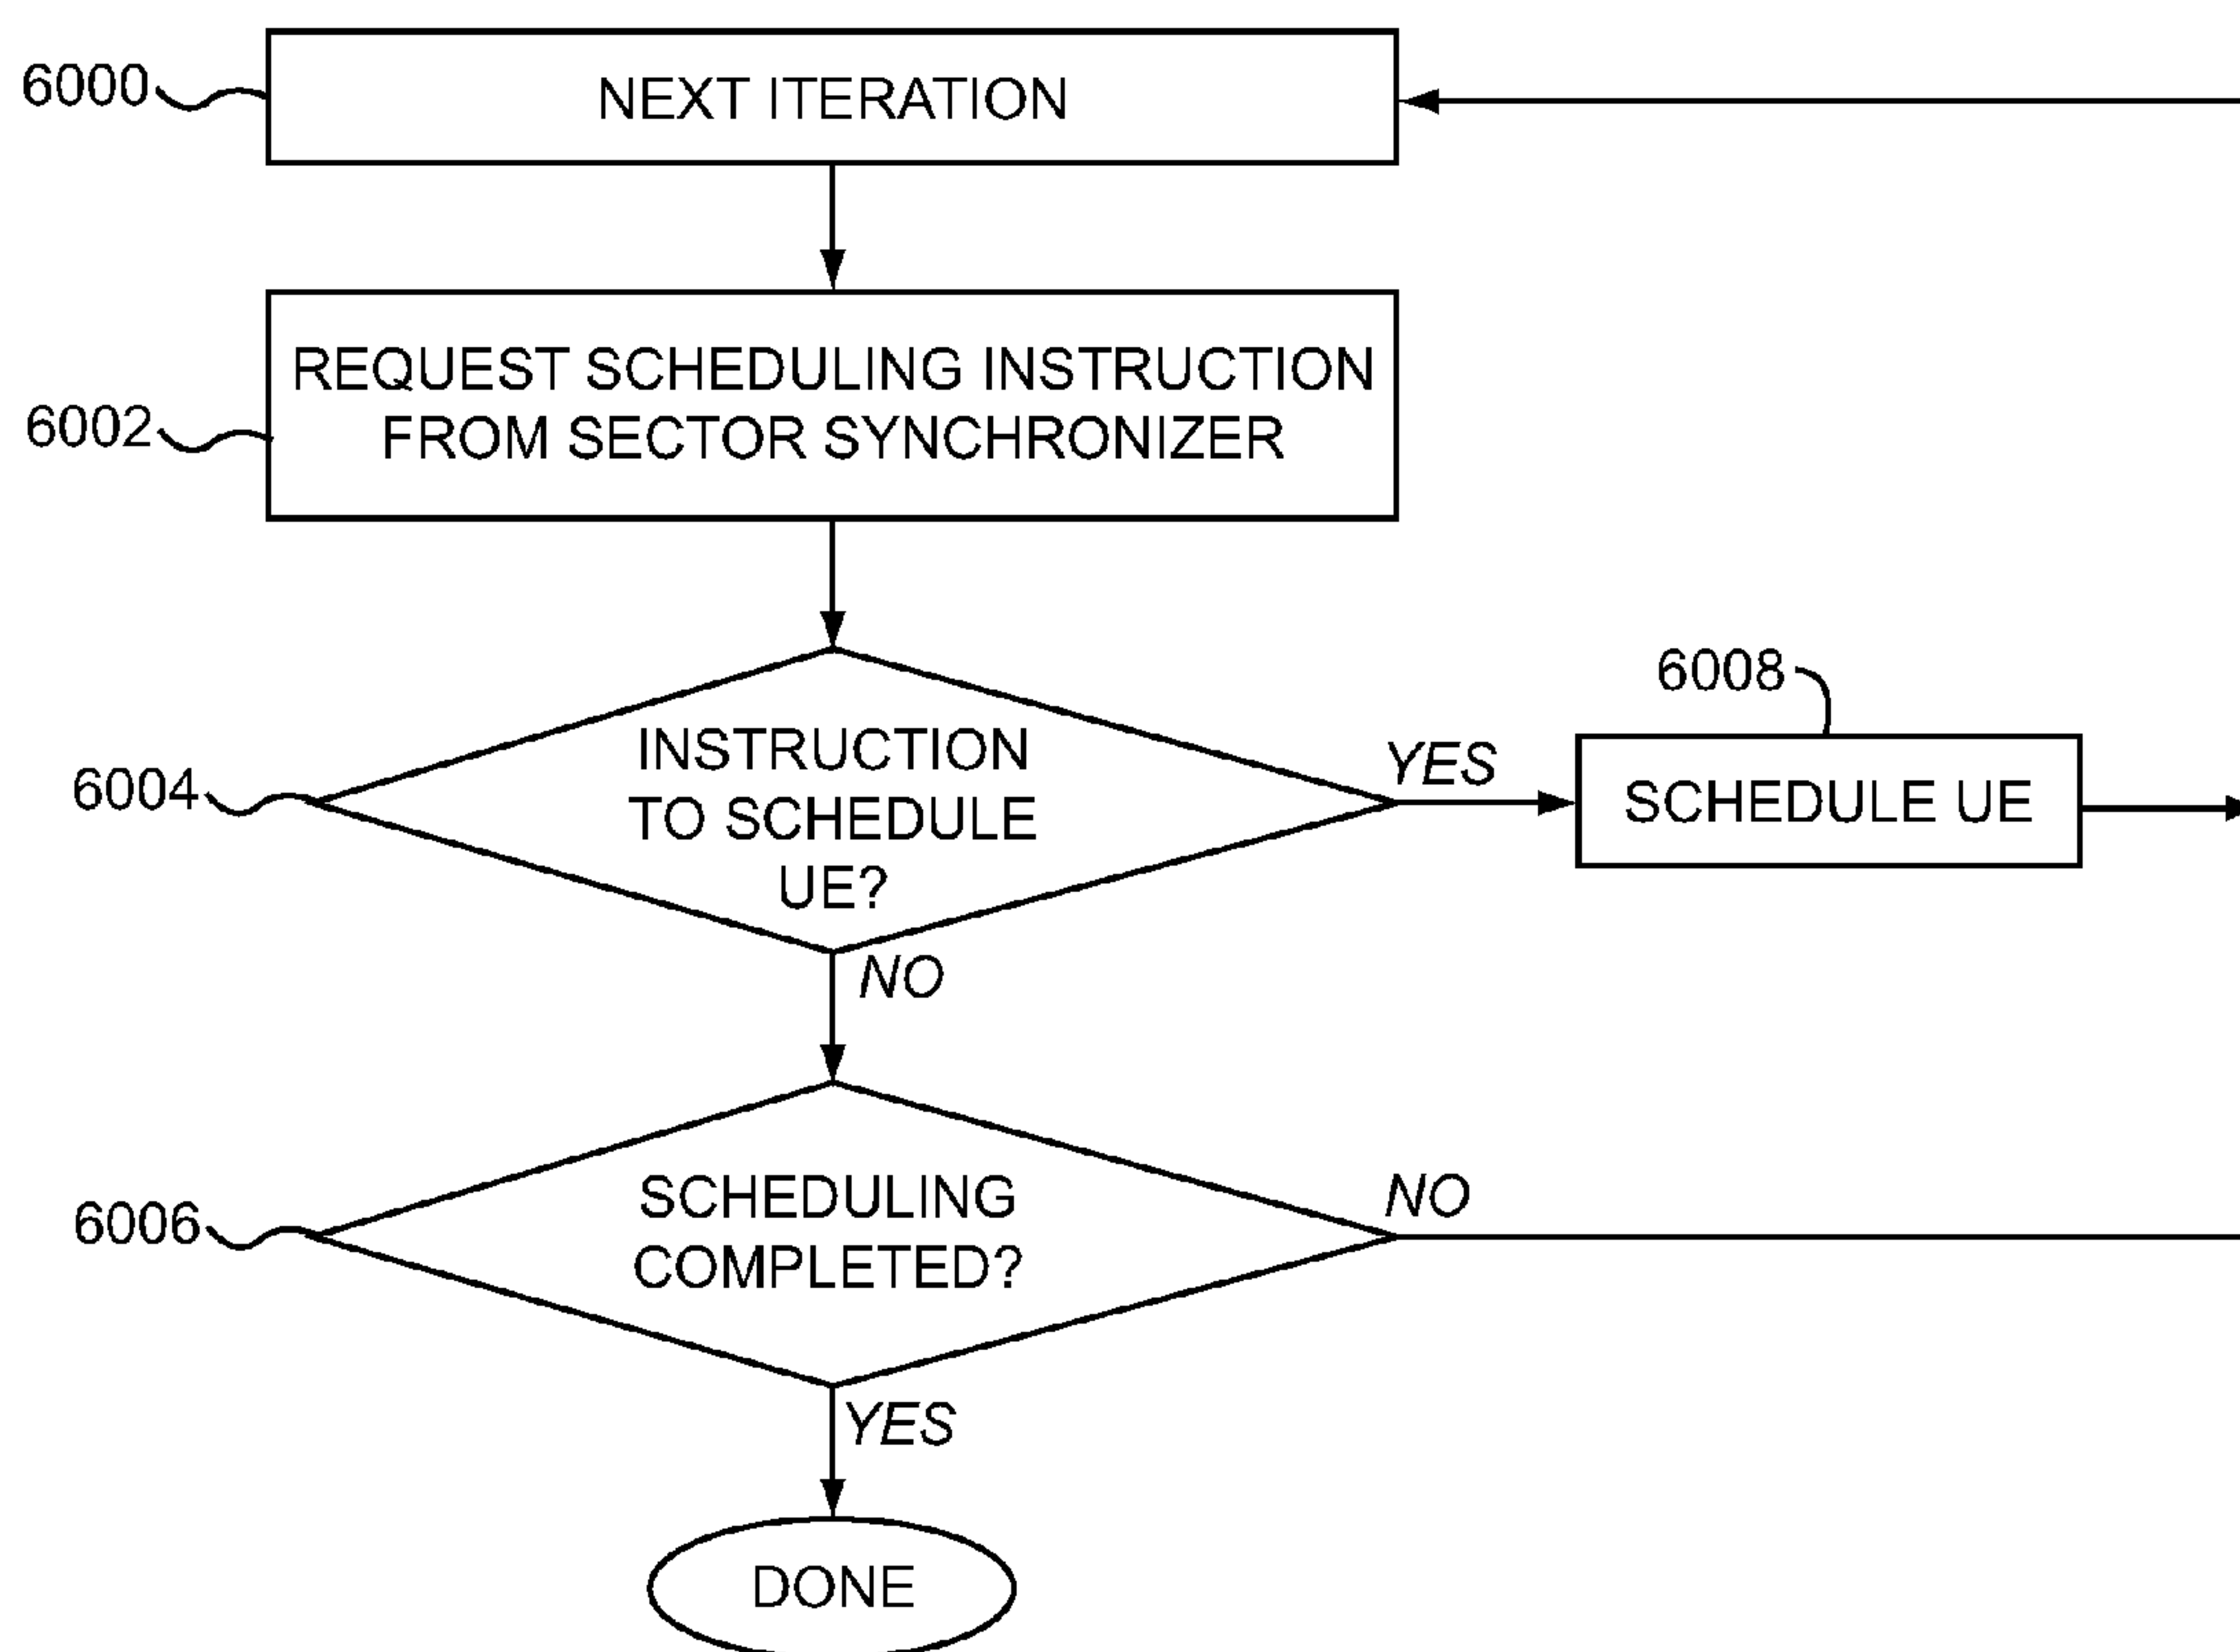 6000
NEXT ITERATION
6002
REQUEST SCHEDULING INSTRUCTION
FROM SECTOR SYNCHRONIZER
6004
INSTRUCTION
TO SCHEDULE
UE?
YES
6008
SCHEDULE UE
NO
6006
SCHEDULING
COMPLETED?
NO
YES
DONE